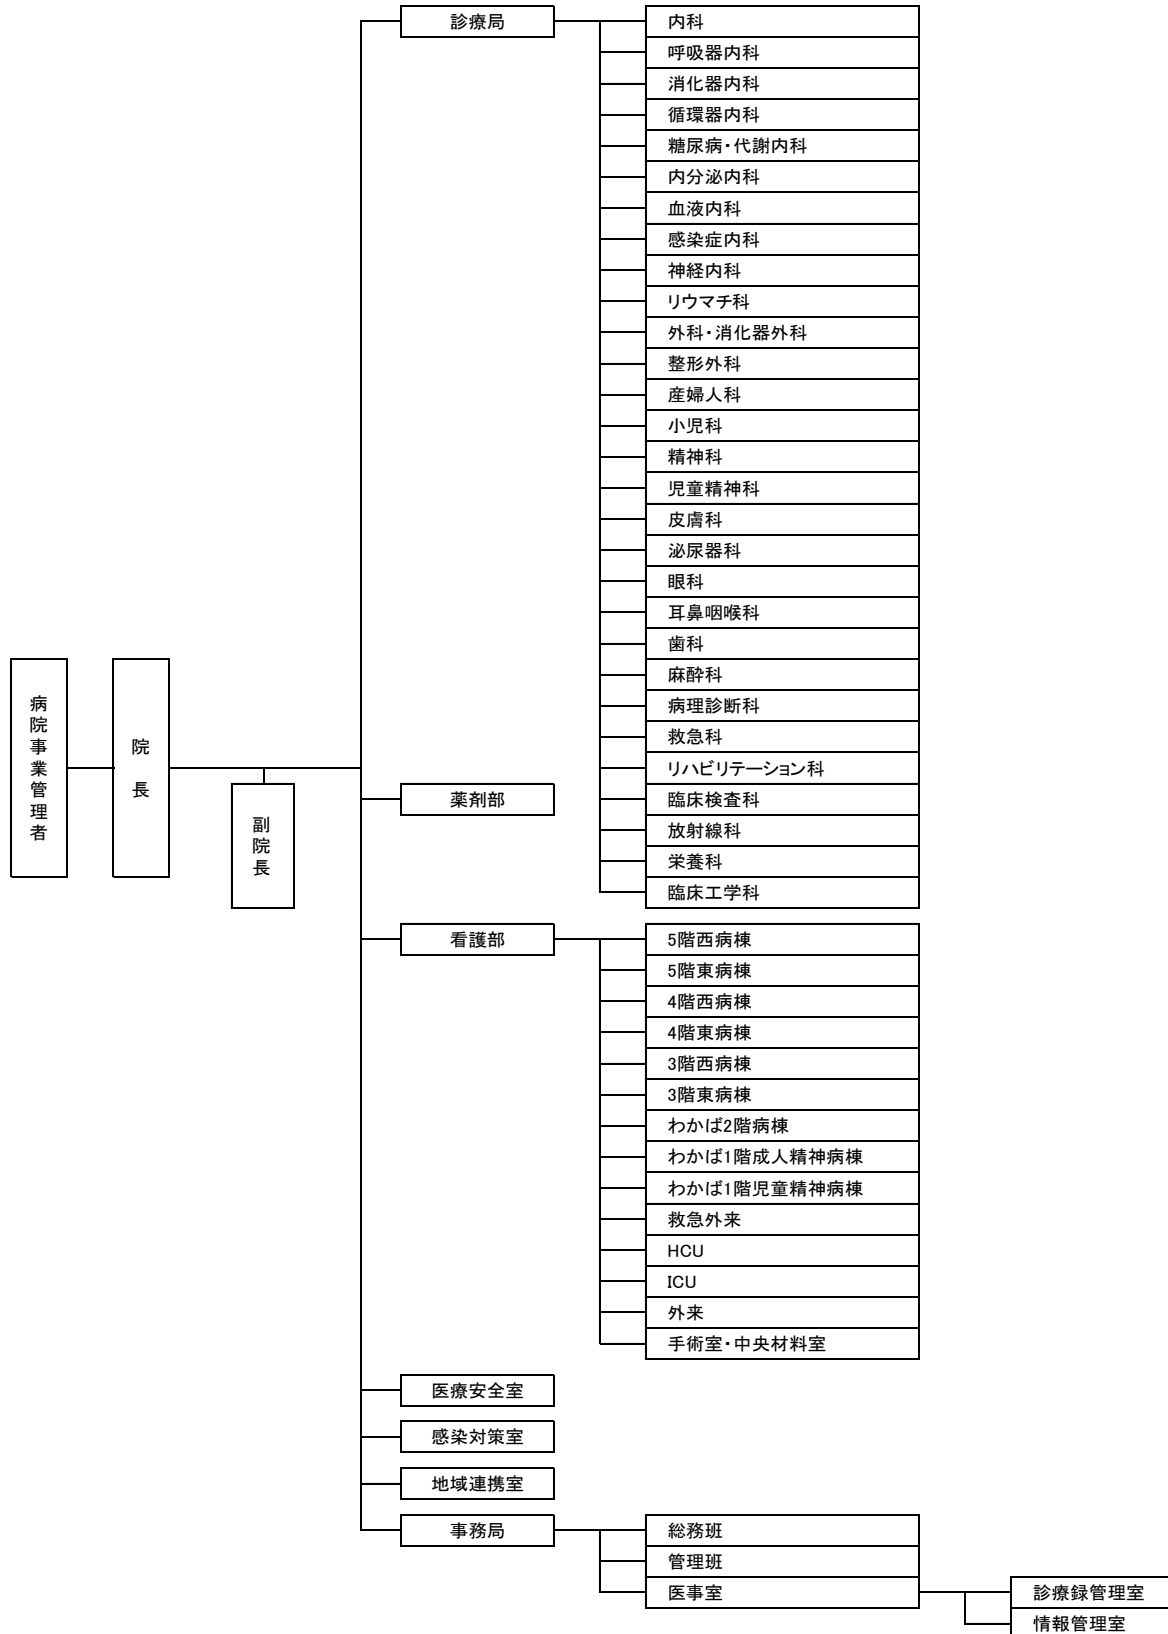 診療局
内科
呼吸器内科
消化器内科
循環器内科
糖尿病・代謝内科
内分泌内科
血液内科
感染症内科
神経内科
リウマチ科
外科・消化器外科
整形外科
産婦人科
小児科
精神科
児童精神科
皮膚科
泌尿器科
眼科
耳鼻咽喉科
歯科
麻酔科
病理診断科
救急科
リハビリテーション科
臨床検査科
放射線科
栄養科
臨床工学科
病院事業管理者
院長
副院長
薬剤部
看護部
5階西病棟
5階東病棟
4階西病棟
4階東病棟
3階西病棟
3階東病棟
わかば2階病棟
わかば1階成人精神病棟
わかば1階児童精神病棟
救急外来
HCU
ICU
外来
手術室・中央材料室
医療安全室
感染対策室
地域連携室
事務局
総務班
管理班
医事室
診療録管理室
情報管理室